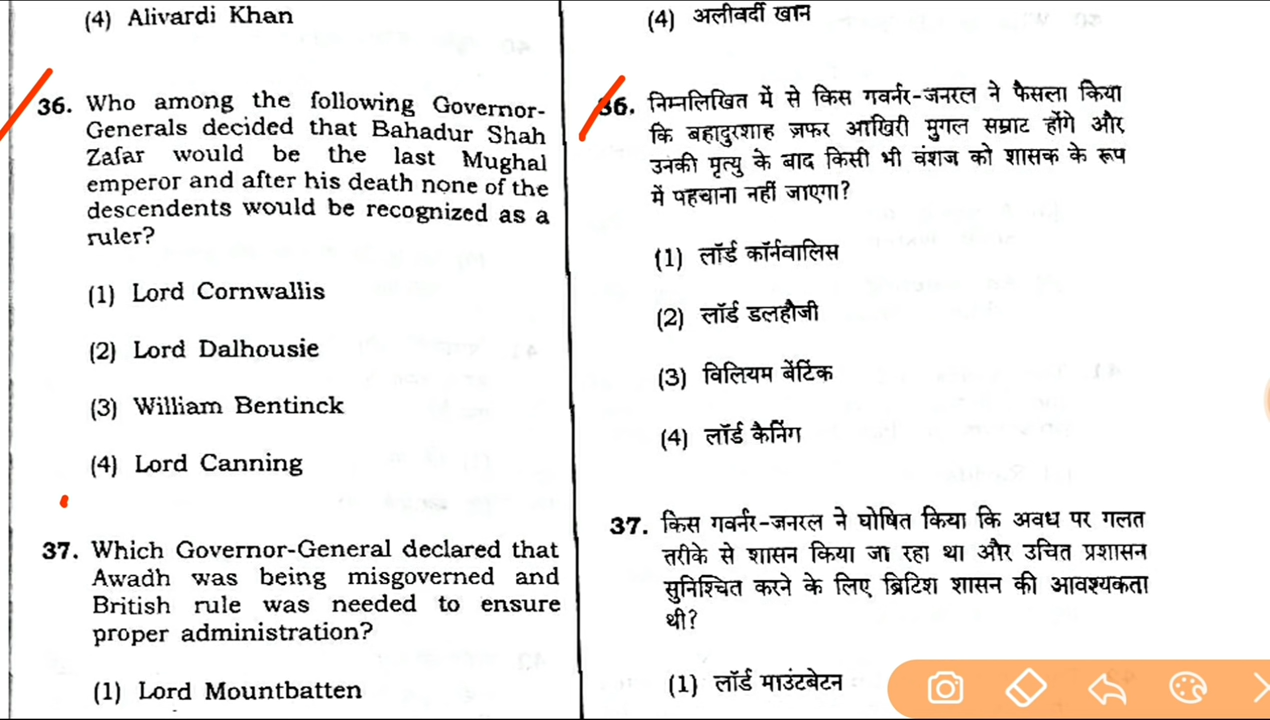 (4) Alivardi Khan
36. Who among the following Governor-
Generals decided that Bahadur Shah
Zafar would be the last Mughal
emperor and after his death none of the
descendents would be recognized as a
ruler?
(1) Lord Cornwallis
(2) Lord Dalhousie
(3) William Bentinck
(4) Lord Canning
37. Which Governor-General declared that
Awadh was being misgoverned and
British rule was needed to ensure
proper administration?
(1) Lord Mountbatten
(4) अलीवर्दी खान
36. निम्नलिखित में से किस गवर्नर-जनरल ने फैसला किया
कि बहादुरशाह ज़फर आखिरी मुगल सम्राट होंगे और
उनकी मृत्यु के बाद किसी भी वंशज को शासक के रूप
में पहचाना नहीं जाएगा?
(1) लॉर्ड कॉर्नवालिस
(2) लॉर्ड डलहौजी
(3) विलियम बेंटिंक
(4) लॉर्ड कैनिंग
37. किस गवर्नर-जनरल ने घोषित किया कि अवध पर गलत
तरीके से शासन किया जा रहा था और उचित प्रशासन
सुनिश्चित करने के लिए ब्रिटिश शासन की आवश्यकता
थी?
(1) लॉर्ड माउंटबेटन